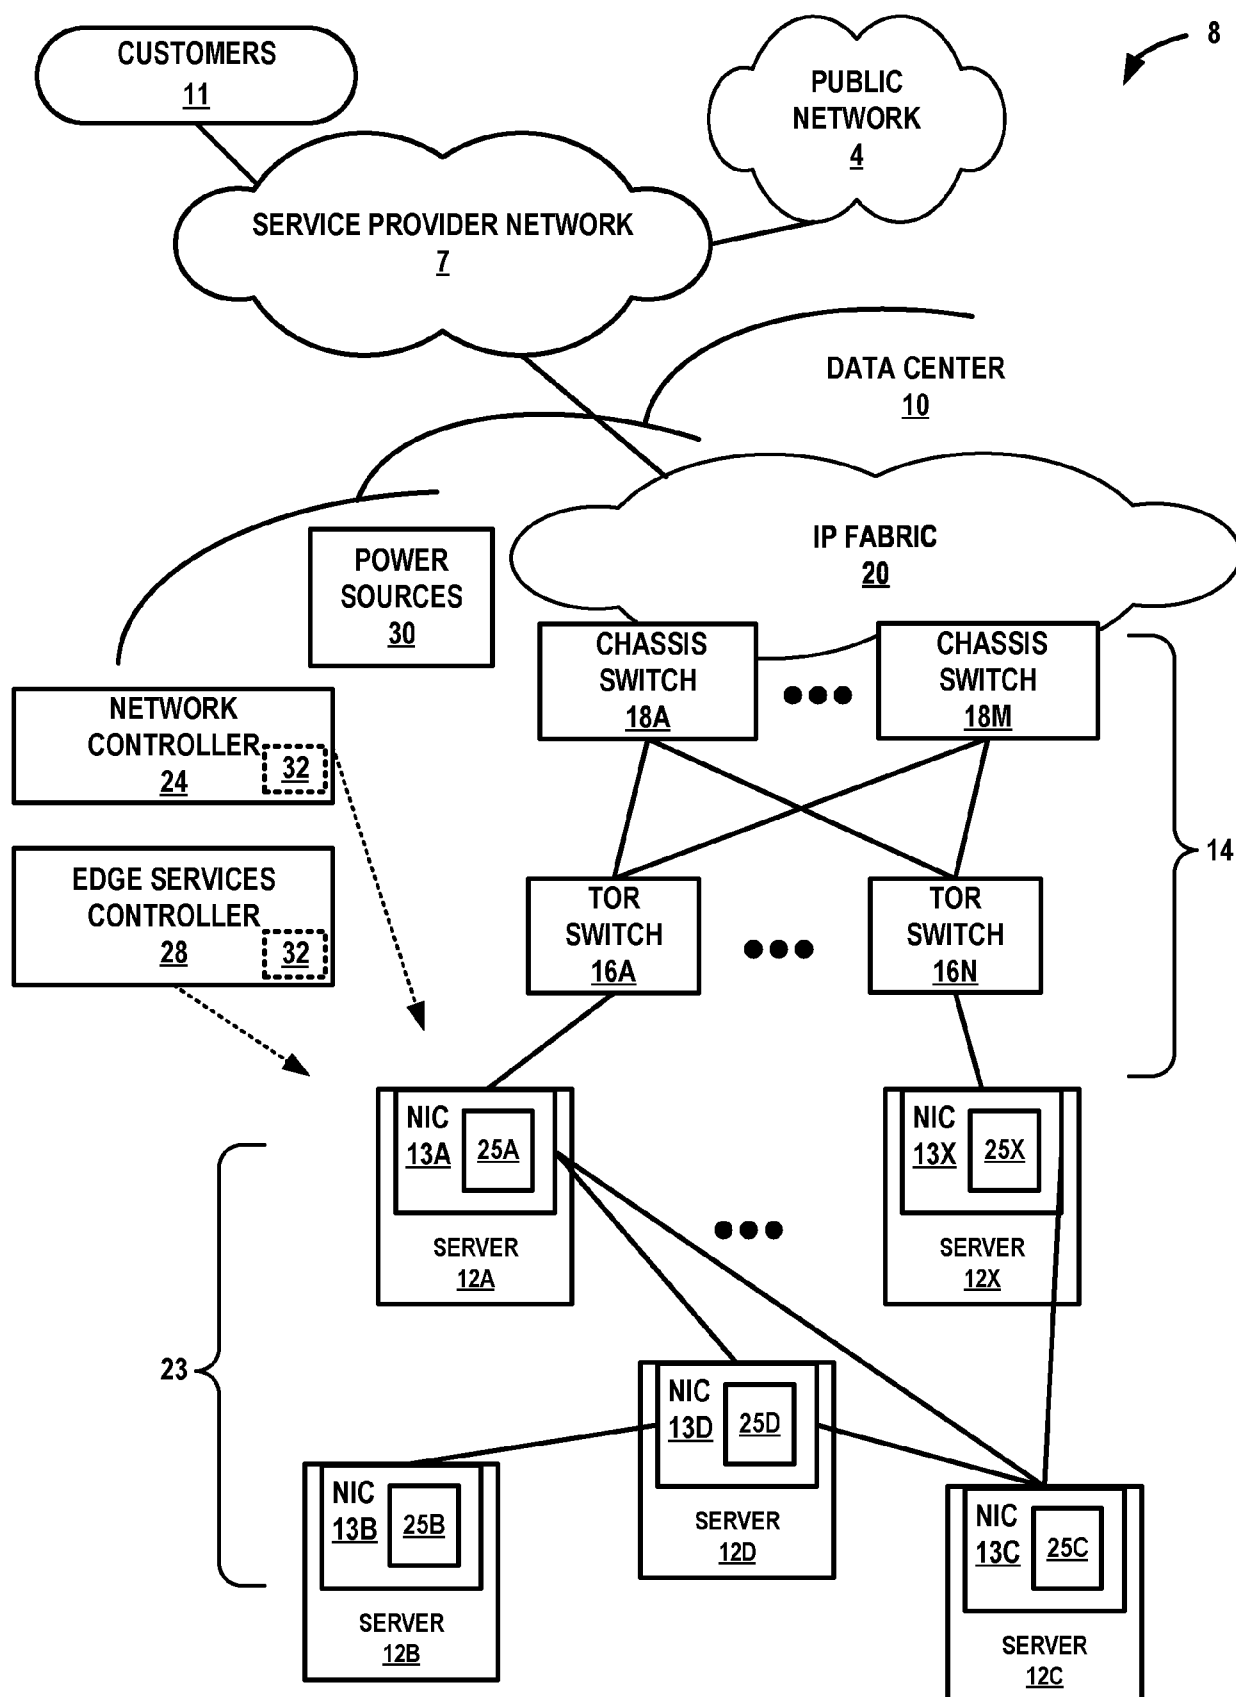 8
CUSTOMERS
11
PUBLIC
NETWORK
4
SERVICE PROVIDER NETWORK
7
DATA CENTER
10
IP FABRIC
20
POWER
SOURCES
30
CHASSIS
SWITCH
18A
CHASSIS
SWITCH
18M
NETWORK
CONTROLLER
24
32
EDGE SERVICES
CONTROLLER
28
32
14
TOR
SWITCH
16A
TOR
SWITCH
16N
NIC
13A
25A
SERVER
12A
NIC
13X
25X
SERVER
12X
23
NIC
13D
25D
SERVER
12D
NIC
13B
25B
SERVER
12B
NIC
13C
25C
SERVER
12C